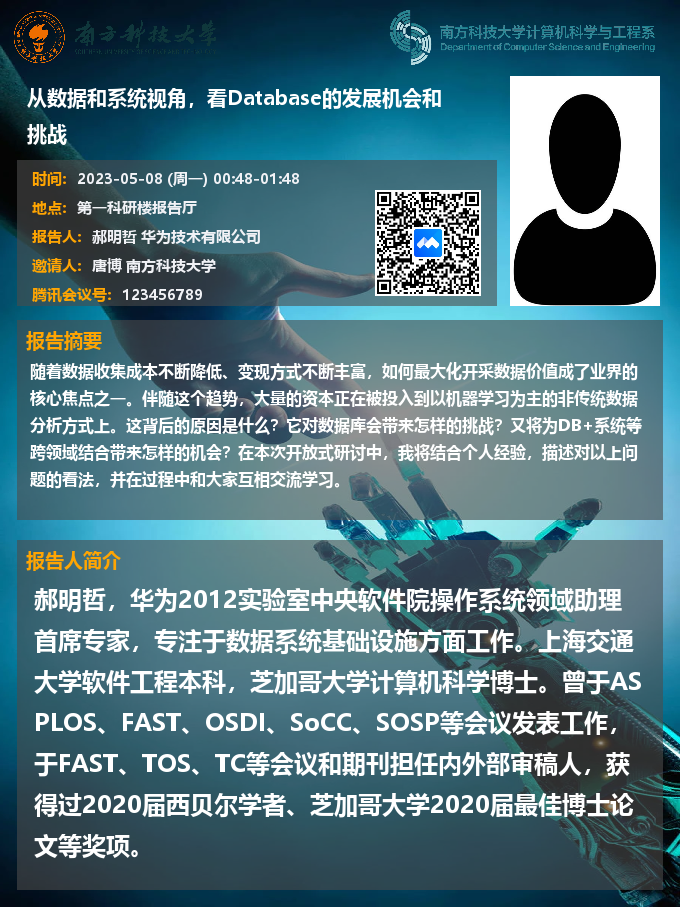 南方科技大学
南方科技大学计算机科学与工程系
Department of Computer Science and Engineering
从数据和系统视角，看Database的发展机会和
挑战
时间：2023-05-08 (周一) 00:48-01:48
地点：第一科研楼报告厅
报告人：郝明哲 华为技术有限公司
邀请人：唐博 南方科技大学
腾讯会议号：123456789
报告摘要
随着数据收集成本不断降低、变现方式不断丰富，如何最大化开采数据价值成了业界的
核心焦点之一。伴随这个趋势，大量的资本正在被投入到以机器学习为主的非传统数据
分析方式上。这背后的原因是什么？它对数据库会带来怎样的挑战？又将为DB+系统等
跨领域结合带来怎样的机会？在本次开放式研讨中，我将结合个人经验，描述对以上问
题的看法，并在过程中和大家互相交流学习。
报告人简介
郝明哲，华为2012实验室中央软件院操作系统领域助理
首席专家，专注于数据系统基础设施方面工作。上海交通
大学软件工程本科，芝加哥大学计算机科学博士。曾于AS
PLOS、FAST、OSDI、SoCC、SOSP等会议发表工作，
于FAST、TOS、TC等会议和期刊担任内外部审稿人，获
得过2020届西贝尔学者、芝加哥大学2020届最佳博士论
文等奖项。